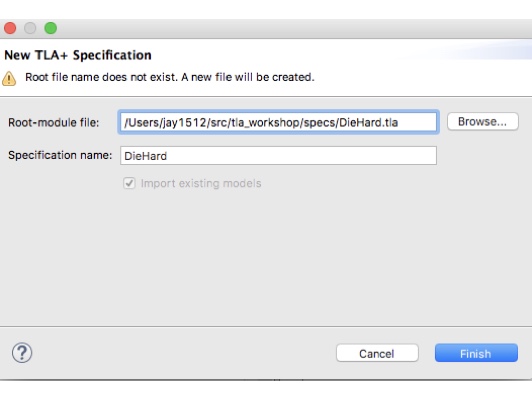 New TLA+ Specification
Root file name does not exist. A new file will be created.
Root-module file: /Users/jay1512/src/tla_workshop/specs/DieHard.tla Browse...
Specification name: DieHard
Import existing models
? Cancel Finish